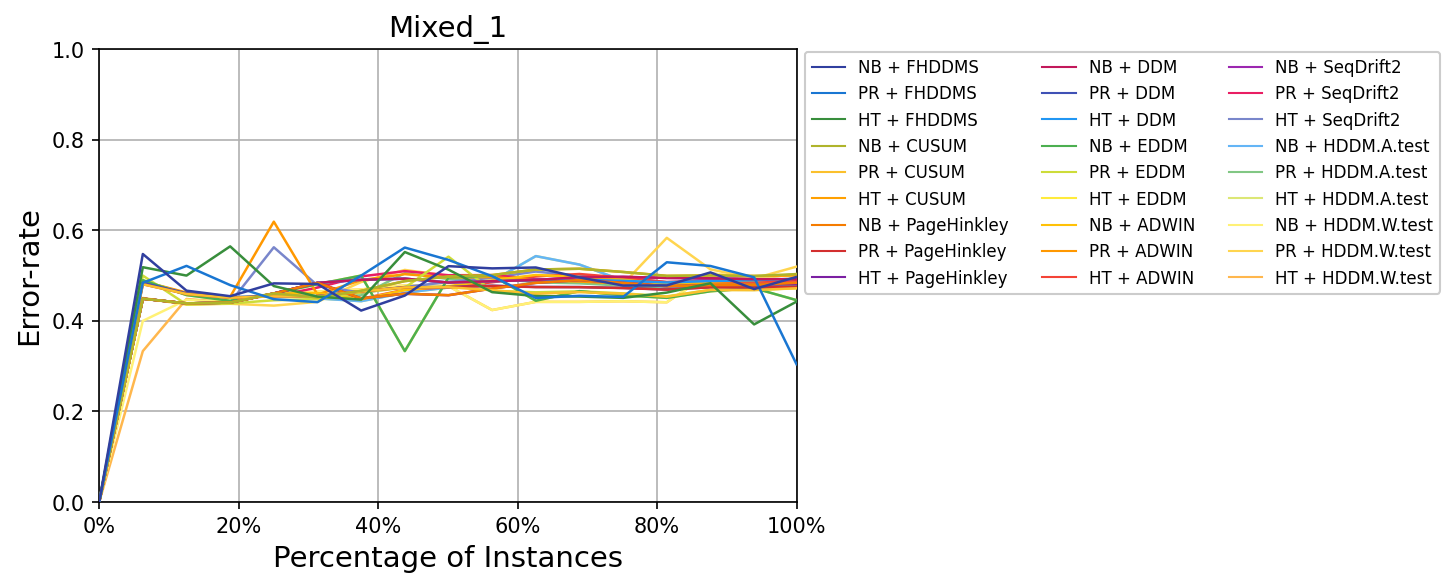 Mixed_1
1.0
0.8
0.6
0.4
0.2
0.0
Error-rate
0%
20%
40%
60%
80%
100%
Percentage of Instances
NB + FHDDMS
PR + FHDDMS
HT + FHDDMS
NB + CUSUM
PR + CUSUM
HT + CUSUM
NB + PageHinkley
PR + PageHinkley
HT + PageHinkley
NB + DDM
PR + DDM
HT + DDM
NB + EDDM
PR + EDDM
HT + EDDM
NB + ADWIN
PR + ADWIN
HT + ADWIN
NB + SeqDrift2
PR + SeqDrift2
HT + SeqDrift2
NB + HDDM.A.test
PR + HDDM.A.test
HT + HDDM.A.test
NB + HDDM.W.test
PR + HDDM.W.test
HT + HDDM.W.test